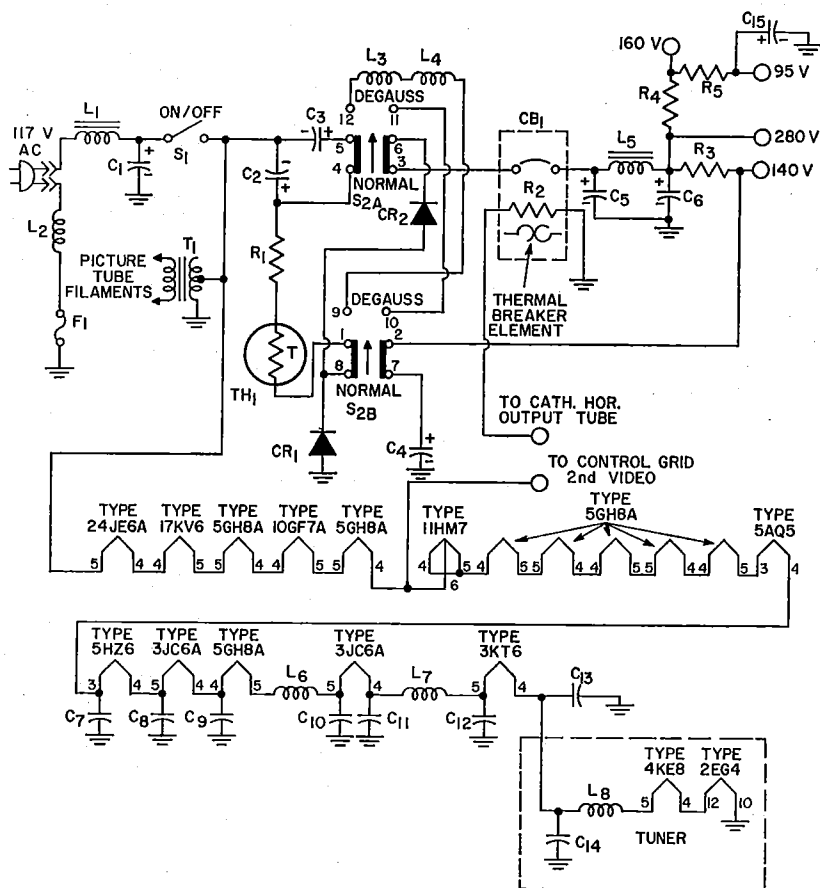 C15
160 V
+ -
95 V
L3 L4
R5
ON/OFF
L1
DEGAUSS
R4
12 11
117 V
AC
C3
CB1
280 V
- +
5 6
L5
R3
+
S1
-
4 3
140 V
C1
C2
NORMAL
R2
+ +
-
+
S2A
C5 C6
- -
CR2
L2
T1
R1
PICTURE
TUBE
FILAMENTS
THERMAL
BREAKER
ELEMENT
9 DEGAUSS
10
F1
1 2
T
8 7
TH1
NORMAL
S2B
TO CATH. HOR.
OUTPUT TUBE
+
C4
-
CR1
TO CONTROL GRID
2nd VIDEO
TYPE
24JE6A
TYPE
17KV6
TYPE
5GH8A
TYPE
10GF7A
TYPE
5GH8A
TYPE
11HM7
TYPE
5GH8A
TYPE
5AQ5
5 4 4 5 5 4 4 5 5 4 4 5 4 5 5 4 4 5 5 4 4 5 3 4
6
TYPE
5HZ6
TYPE
3JC6A
TYPE
5GH8A
TYPE
3JC6A
TYPE
3KT6
L6 L7
C13
3 4 5 4 4 5 5 4 5 4
C7 C8 C9 C10 C11 C12
TYPE
4KE8
TYPE
2EG4
L8
5 4 12 10
C14
TUNER